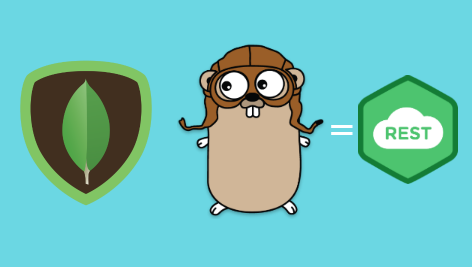 =
REST